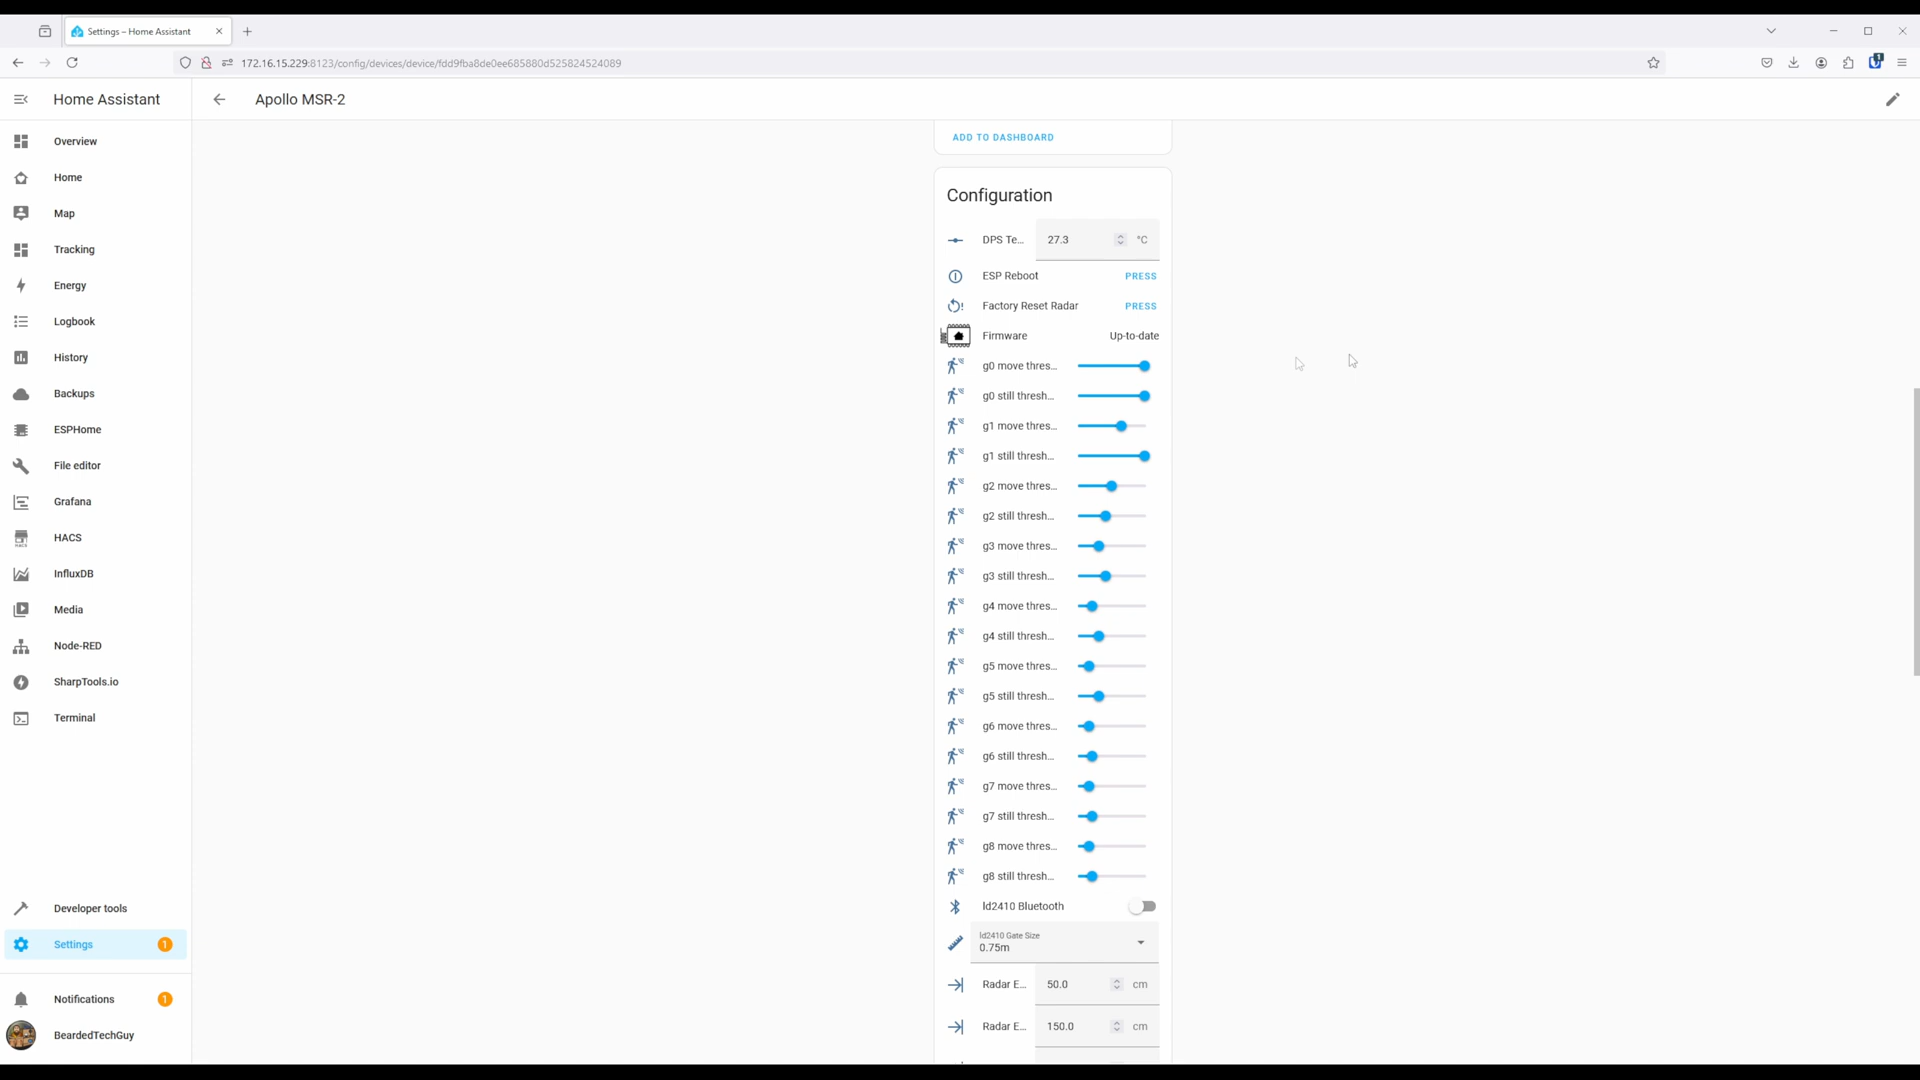 Settings – Home Assistant
172.16.15.229:8123/config/devices/device/fdd9fba8de0ee685880d525824524089
1
Home Assistant
Apollo MSR-2
Overview
Home
Map
Tracking
Energy
Logbook
History
Backups
ESPHome
File editor
Grafana
HACS
HACS
InfluxDB
Media
Node-RED
SharpTools.io
Terminal
Developer tools
Settings 1
Notifications 1
BeardedTechGuy
ADD TO DASHBOARD
Configuration
DPS Te... 27.3 °C
ESP Reboot PRESS
Factory Reset Radar PRESS
Firmware Up-to-date
g0 move thres...
g0 still thresh...
g1 move thres...
g1 still thresh...
g2 move thres...
g2 still thresh...
g3 move thres...
g3 still thresh...
g4 move thres...
g4 still thresh...
g5 move thres...
g5 still thresh...
g6 move thres...
g6 still thresh...
g7 move thres...
g7 still thresh...
g8 move thres...
g8 still thresh...
ld2410 Bluetooth
ld2410 Gate Size
0.75m
Radar E... 50.0 cm
Radar E... 150.0 cm